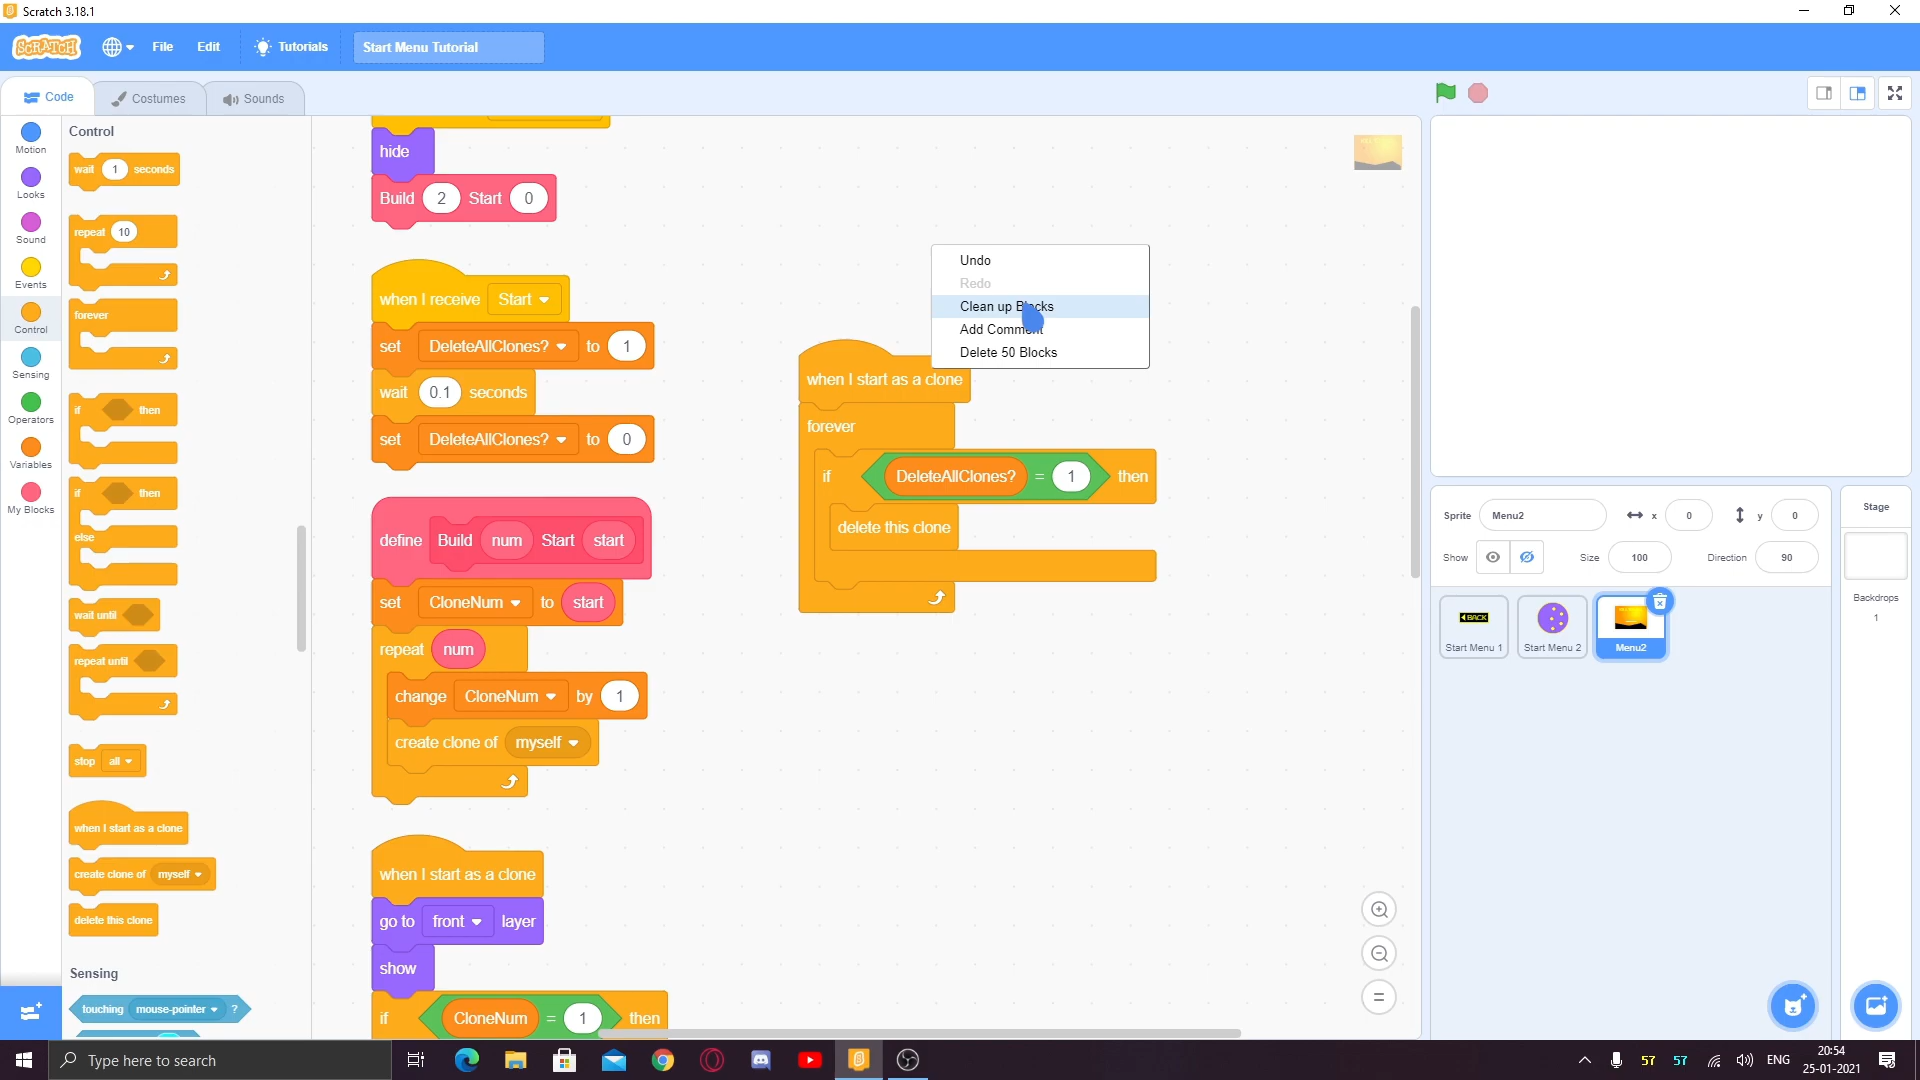 Scratch 3.18.1
SCRATCH
File
Edit
Tutorials
Start Menu Tutorial
Code
Costumes
Sounds
Motion
Looks
Sound
Events
Control
Sensing
Operators
Variables
My Blocks
Control
wait 1 seconds
repeat 10
forever
if then
if then
else
wait until
repeat until
stop all
when I start as a clone
create clone of myself
delete this clone
Sensing
touching mouse-pointer ?
hide
Build 2 Start 0
when I receive Start
set DeleteAllClones? to 1
wait 0.1 seconds
set DeleteAllClones? to 0
define Build num Start start
set CloneNum to start
repeat num
change CloneNum by 1
create clone of myself
when I start as a clone
go to front layer
show
if CloneNum = 1 then
Undo
Redo
Clean up Blocks
Add Comment
Delete 50 Blocks
when I start as a clone
forever
if DeleteAllClones? = 1 then
delete this clone
Sprite Menu2 x 0 y 0
Show Size 100 Direction 90
BACK
Start Menu 1
Start Menu 2
Menu2
Stage
Backdrops
1
Type here to search
57
57
ENG
20:54
25-01-2021